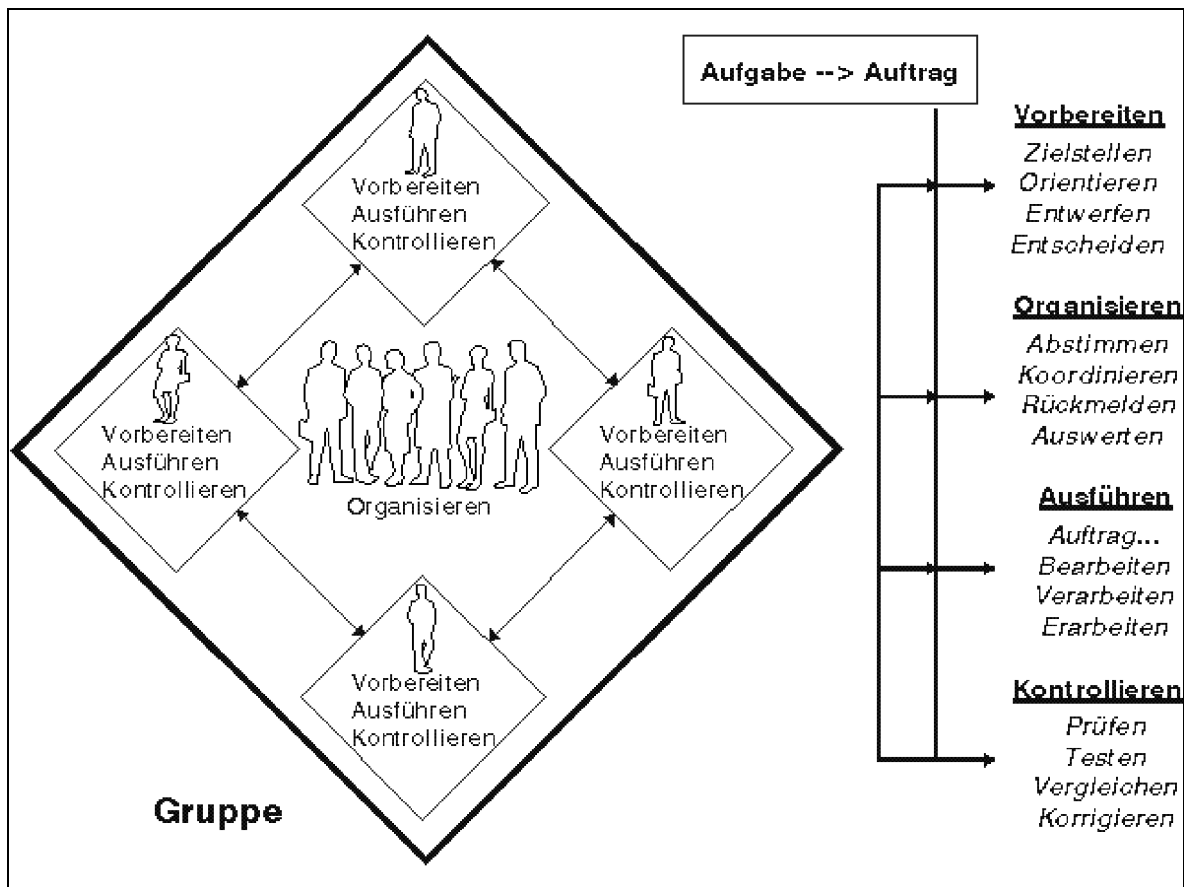 Aufgabe --> Auftrag
Vorbereiten
Ausführen
Kontrollieren
Vorbereiten
Ausführen
Kontrollieren
Vorbereiten
Ausführen
Kontrollieren
Organisieren
Vorbereiten
Ausführen
Kontrollieren
Gruppe
Vorbereiten
Zielstellen
Orientieren
Entwerfen
Entscheiden
Organisieren
Abstimmen
Koordinieren
Rückmelden
Auswerten
Ausführen
Auftrag...
Bearbeiten
Verarbeiten
Erarbeiten
Kontrollieren
Prüfen
Testen
Vergleichen
Korrigieren